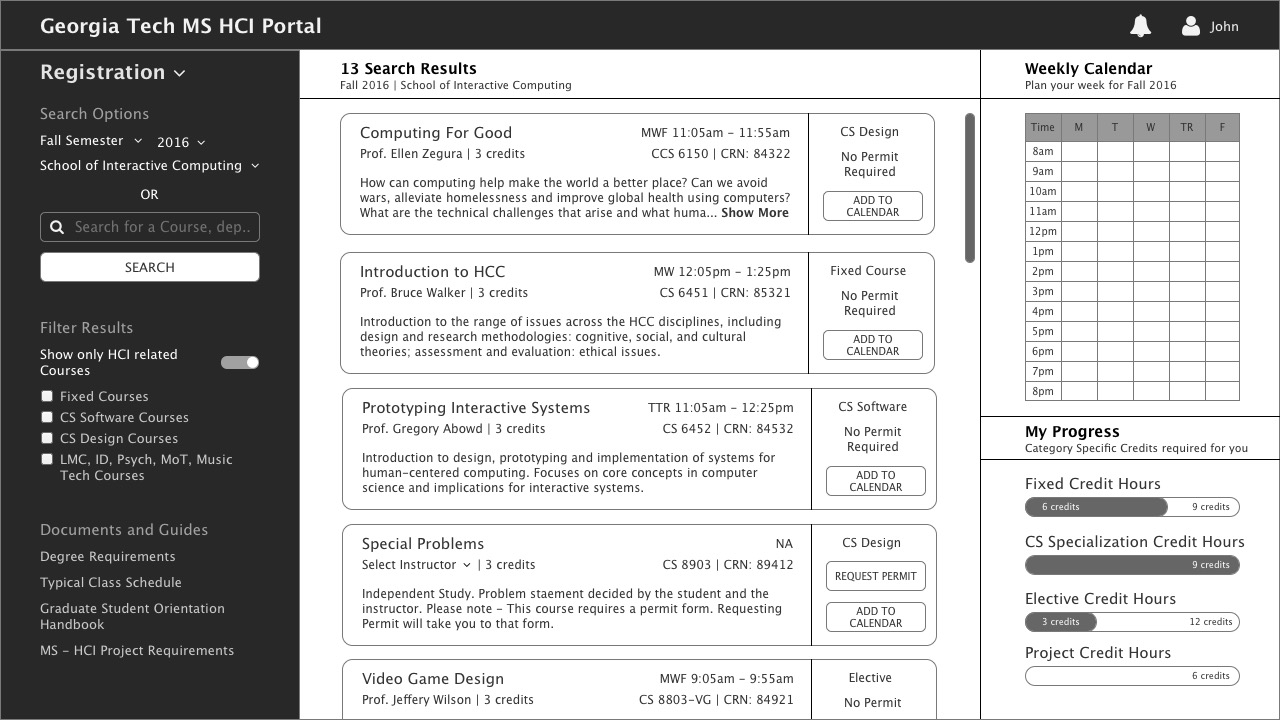 Georgia Tech MS HCI Portal
John
Registration
Search Options
Fall Semester 2016
School of Interactive Computing
OR
Search for a Course, dep..
SEARCH
Filter Results
Show only HCI related
Courses
Fixed Courses
CS Software Courses
CS Design Courses
LMC, ID, Psych, MoT, Music
Tech Courses
Documents and Guides
Degree Requirements
Typical Class Schedule
Graduate Student Orientation
Handbook
MS - HCI Project Requirements
13 Search Results
Fall 2016 | School of Interactive Computing
Computing For Good MWF 11:05am - 11:55am
Prof. Ellen Zegura | 3 credits CCS 6150 | CRN: 84322
How can computing help make the world a better place? Can we avoid
wars, alleviate homelessness and improve global health using computers?
What are the technical challenges that arise and what huma... Show More
CS Design
No Permit
Required
ADD TO
CALENDAR
Introduction to HCC MW 12:05pm - 1:25pm
Prof. Bruce Walker | 3 credits CS 6451 | CRN: 85321
Introduction to the range of issues across the HCC disciplines, including
design and research methodologies: cognitive, social, and cultural
theories; assessment and evaluation: ethical issues.
Fixed Course
No Permit
Required
ADD TO
CALENDAR
Prototyping Interactive Systems TTR 11:05am - 12:25pm
Prof. Gregory Abowd | 3 credits CS 6452 | CRN: 84532
Introduction to design, prototyping and implementation of systems for
human-centered computing. Focuses on core concepts in computer
science and implications for interactive systems.
CS Software
No Permit
Required
ADD TO
CALENDAR
Special Problems NA
Select Instructor | 3 credits CS 8903 | CRN: 89412
Independent Study. Problem staement decided by the student and the
instructor. Please note - This course requires a permit form. Requesting
Permit will take you to that form.
CS Design
REQUEST PERMIT
ADD TO
CALENDAR
Video Game Design MWF 9:05am - 9:55am
Prof. Jeffery Wilson | 3 credits CS 8803-VG | CRN: 84921
Elective
No Permit
Weekly Calendar
Plan your week for Fall 2016
Time M T W TR F
8am
9am
10am
11am
12pm
1pm
2pm
3pm
4pm
5pm
6pm
7pm
8pm
My Progress
Category Specific Credits required for you
Fixed Credit Hours
6 credits 9 credits
CS Specialization Credit Hours
9 credits
Elective Credit Hours
3 credits 12 credits
Project Credit Hours
6 credits